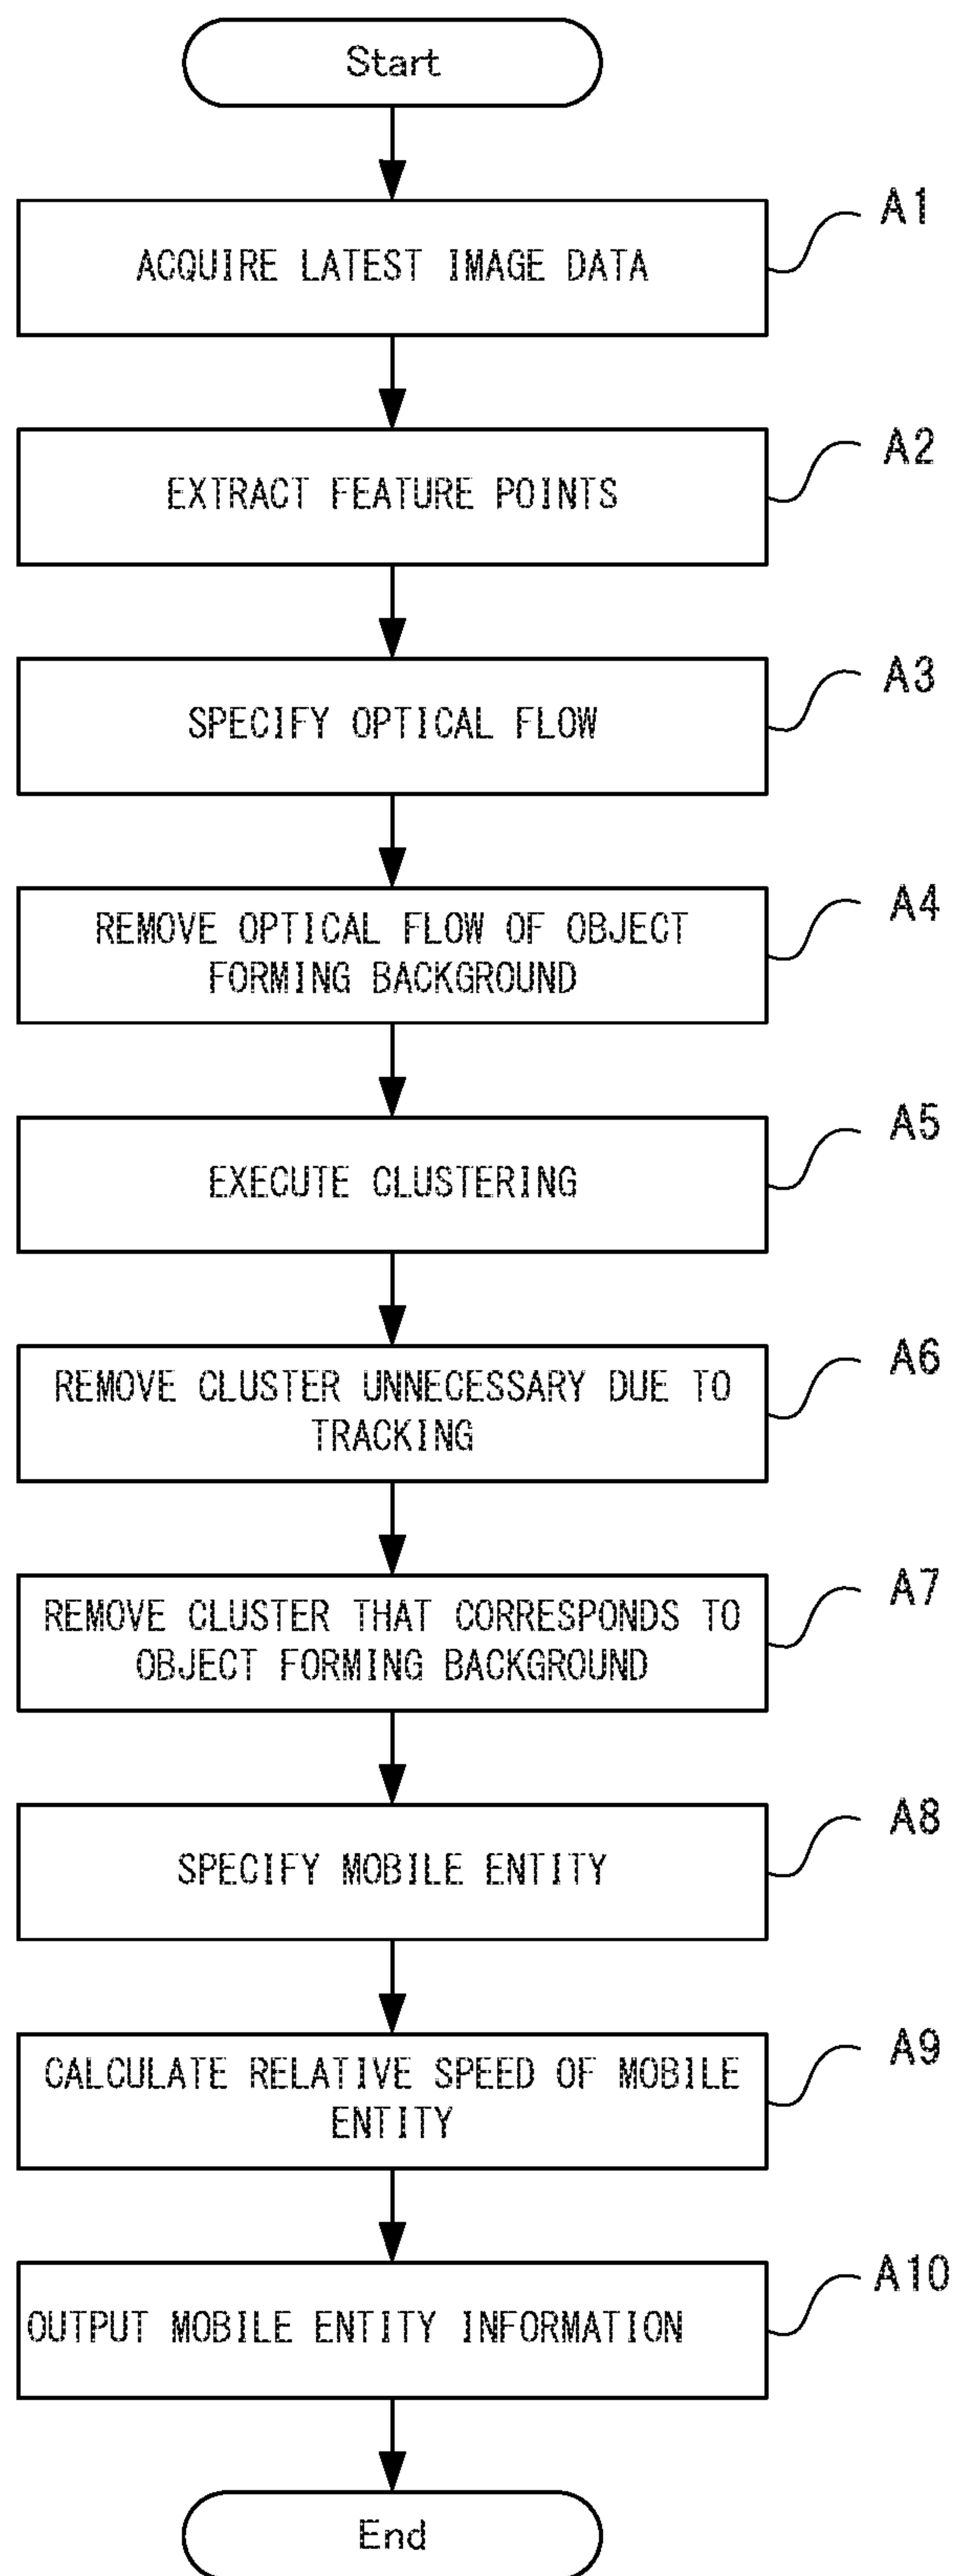 Start
A1
ACQUIRE LATEST IMAGE DATA
A2
EXTRACT FEATURE POINTS
A3
SPECIFY OPTICAL FLOW
A4
REMOVE OPTICAL FLOW OF OBJECT
FORMING BACKGROUND
A5
EXECUTE CLUSTERING
A6
REMOVE CLUSTER UNNECESSARY DUE TO
TRACKING
A7
REMOVE CLUSTER THAT CORRESPONDS TO
OBJECT FORMING BACKGROUND
A8
SPECIFY MOBILE ENTITY
A9
CALCULATE RELATIVE SPEED OF MOBILE
ENTITY
A10
OUTPUT MOBILE ENTITY INFORMATION
End